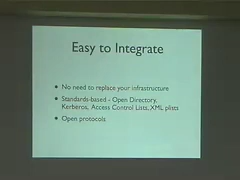 Easy to Integrate
• No need to replace your infrastructure
• Standards-based - Open Directory,
Kerberos, Access Control Lists, XML plists
• Open protocols